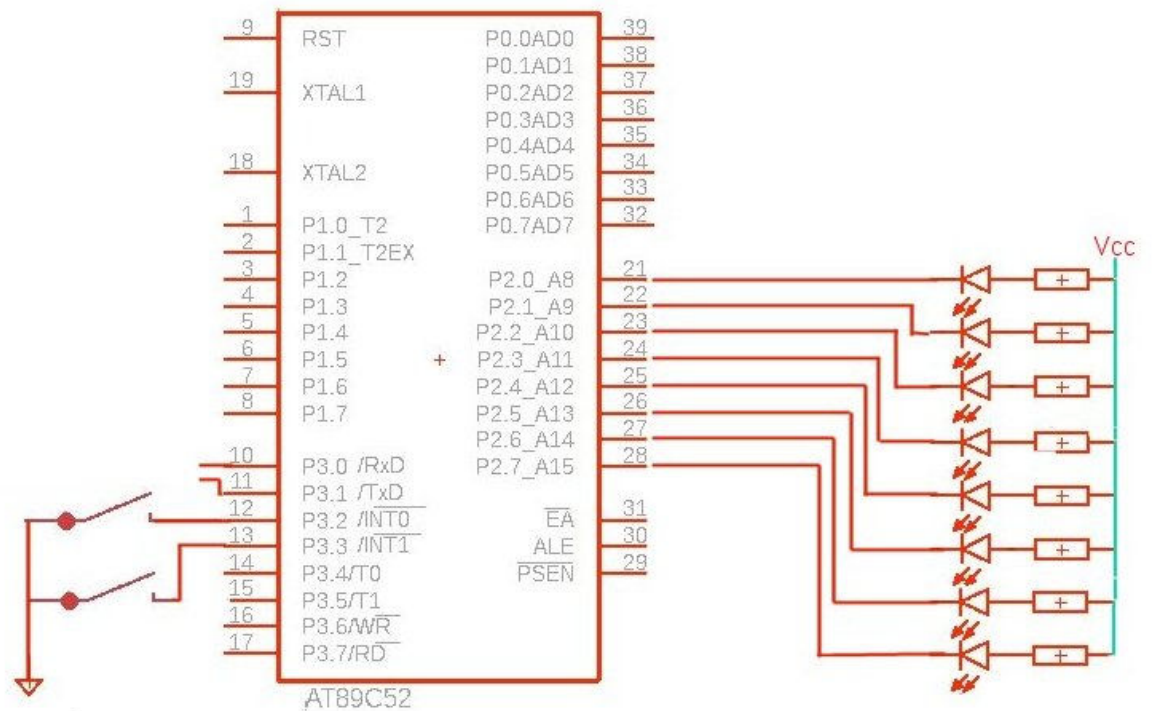 9 RST P0.0AD0 39
P0.1AD1 38
19 XTAL1 P0.2AD2 37
P0.3AD3 36
P0.4AD4 35
18 XTAL2 P0.5AD5 34
P0.6AD6 33
1 P1.0_T2 P0.7AD7 32
2 P1.1_T2EX
Vcc
3 P1.2 P2.0_A8 21
4 P1.3 P2.1_A9 22
5 P1.4 P2.2_A10 23
6 P1.5 P2.3_A11 24
7 P1.6 P2.4_A12 25
8 P1.7 P2.5_A13 26
P2.6_A14 27
10 P3.0 /RxD P2.7_A15 28
11 P3.1 /TxD
12 P3.2 /INT0 EA 31
13 P3.3 /INT1 ALE 30
14 P3.4/T0 PSEN 29
15 P3.5/T1
16 P3.6/WR
17 P3.7/RD
AT89C52